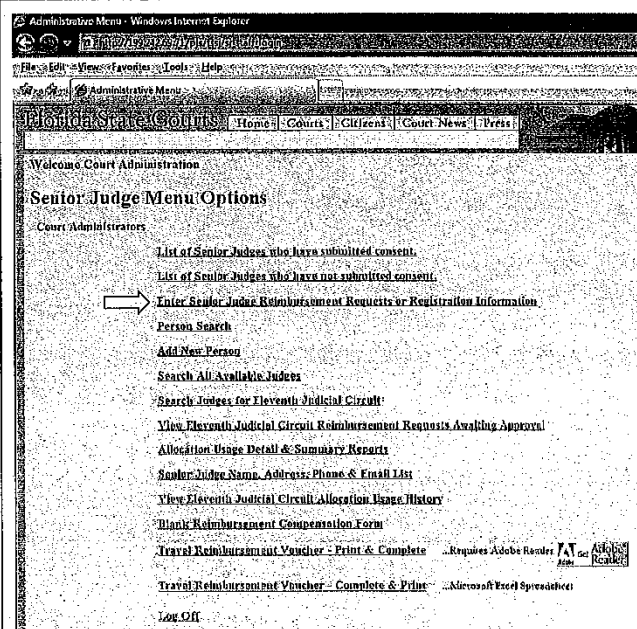 Administrative Menu - Windows Internet Explorer
File Edit View Favorites Tools Help
Administrative Menu
Florida State Courts Home Courts Citizens Court News Press
Welcome Court Administration
Senior Judge Menu Options
Court Administrators
List of Senior Judges who have submitted consent.
List of Senior Judges who have not submitted consent.
Enter Senior Judge Reimbursement Requests or Registration Information
Person Search
Add New Person
Search All Available Judges
Search Judges for Eleventh Judicial Circuit
View Eleventh Judicial Circuit Reimbursement Requests Awaiting Approval
Allocation Usage Detail & Summary Reports
Senior Judge Name, Address, Phone & Email List
View Eleventh Judicial Circuit Allocation Usage History
Blank Reimbursement Compensation Form
Travel Reimbursement Voucher - Print & Complete ...Requires Adobe Reader Adobe Get Adobe Reader
Travel Reimbursement Voucher - Complete & Print ...Microsoft Excel Spreadsheet
Log Off